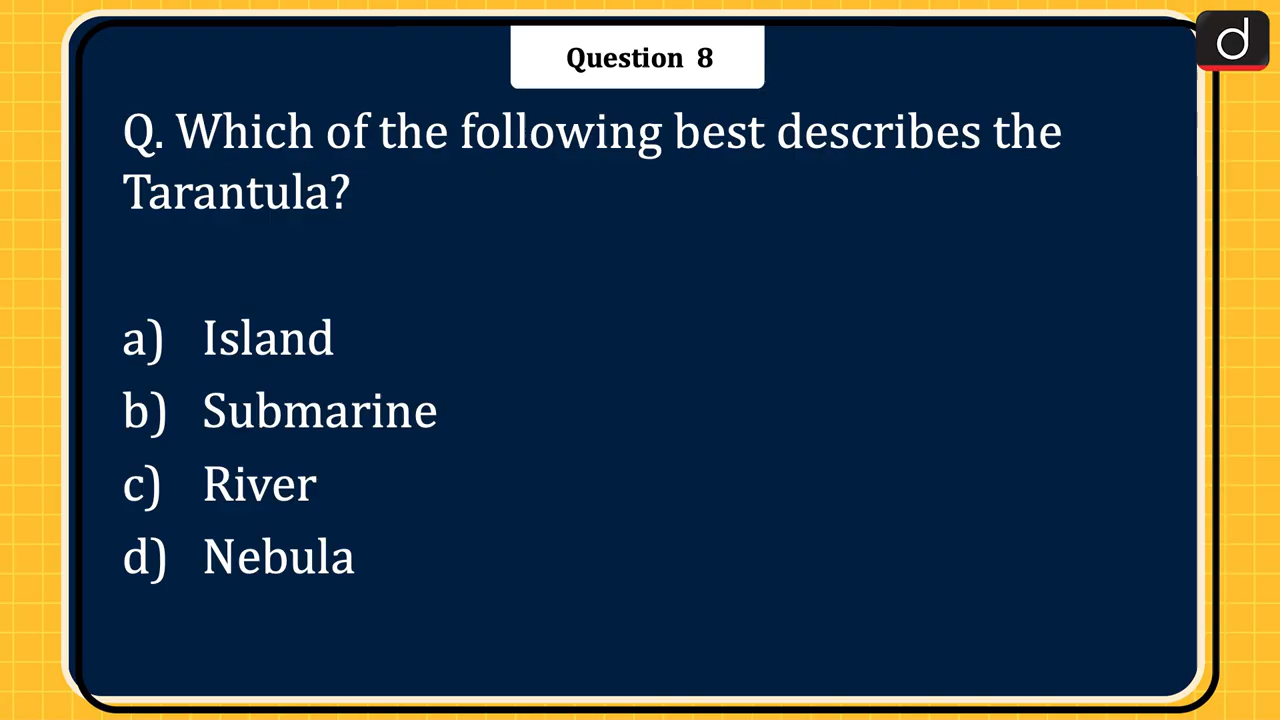 Question 8
d
Q. Which of the following best describes the
Tarantula?
a) Island
b) Submarine
c) River
d) Nebula